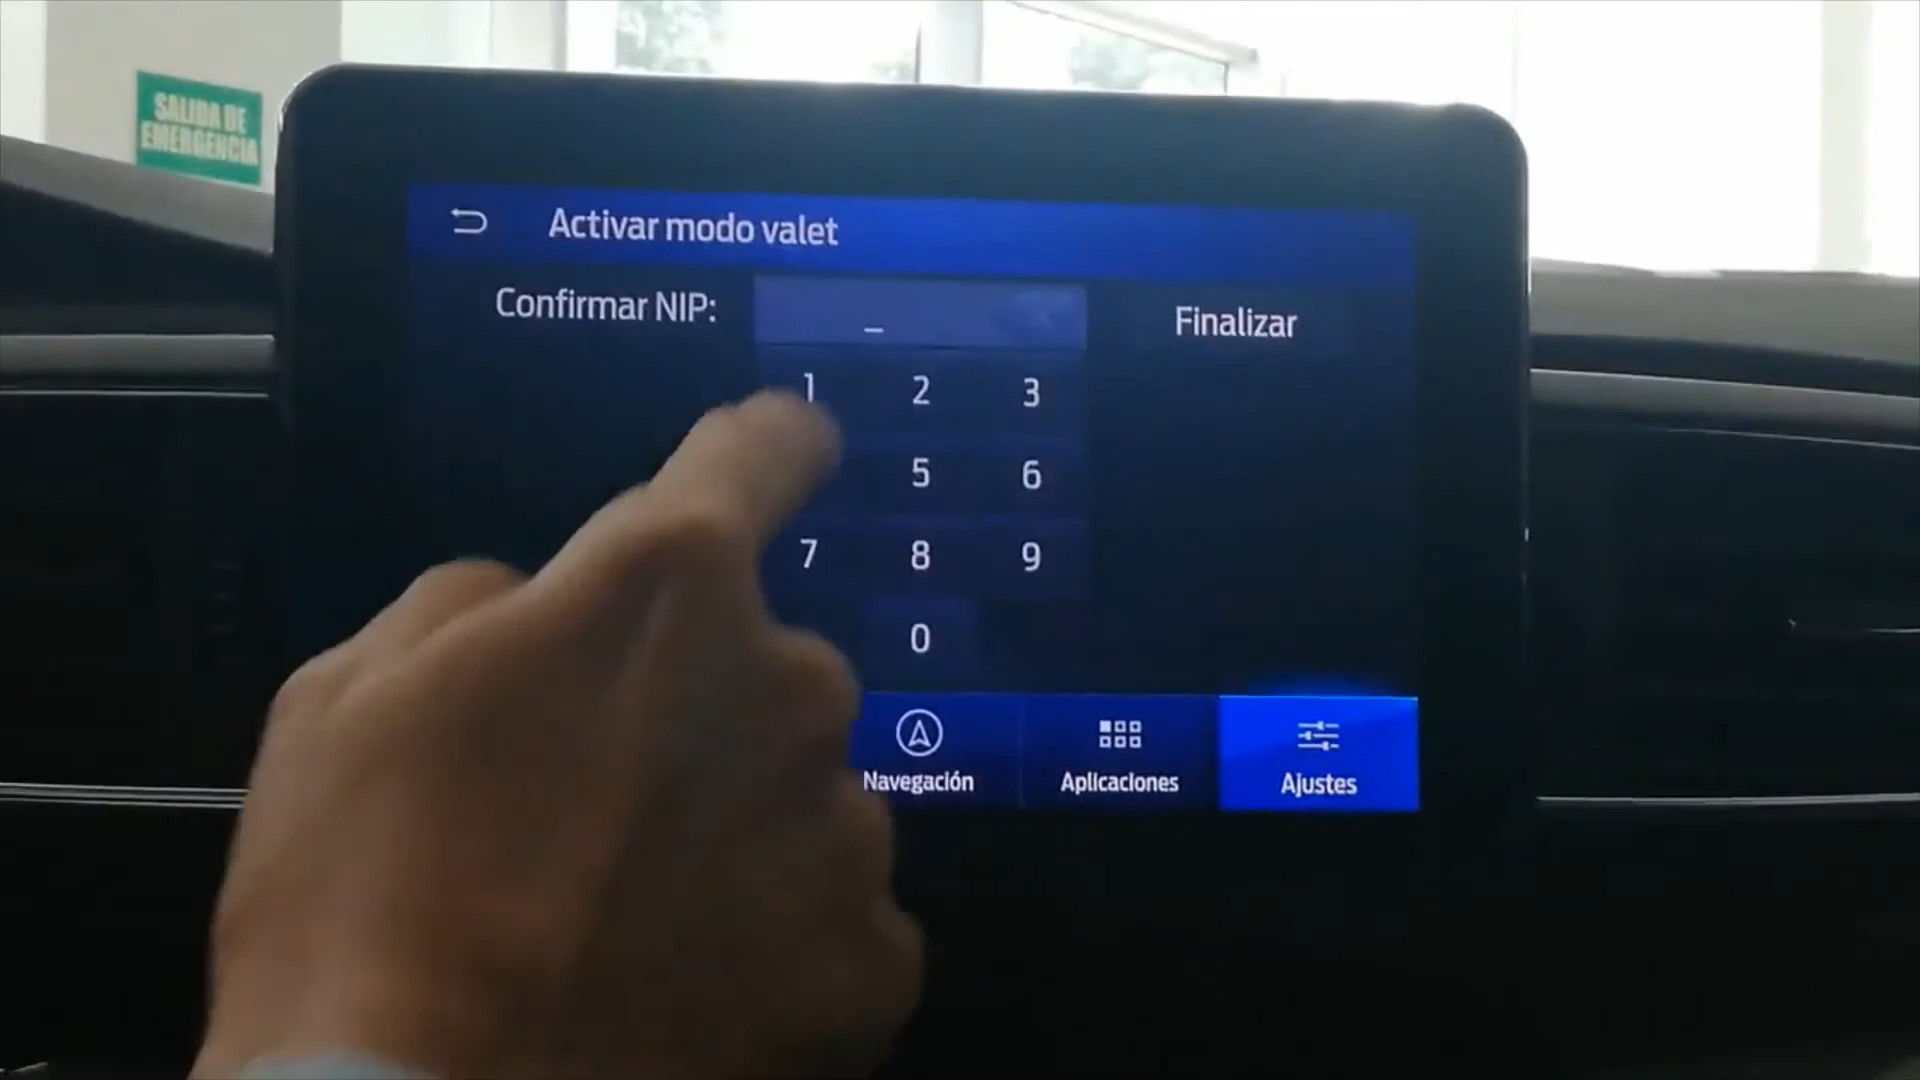 SALIDA DE
EMERGENCIA
Activar modo valet
Confirmar NIP:
_
Finalizar
1 2 3
5 6
7 8 9
0
Navegación
Aplicaciones
Ajustes